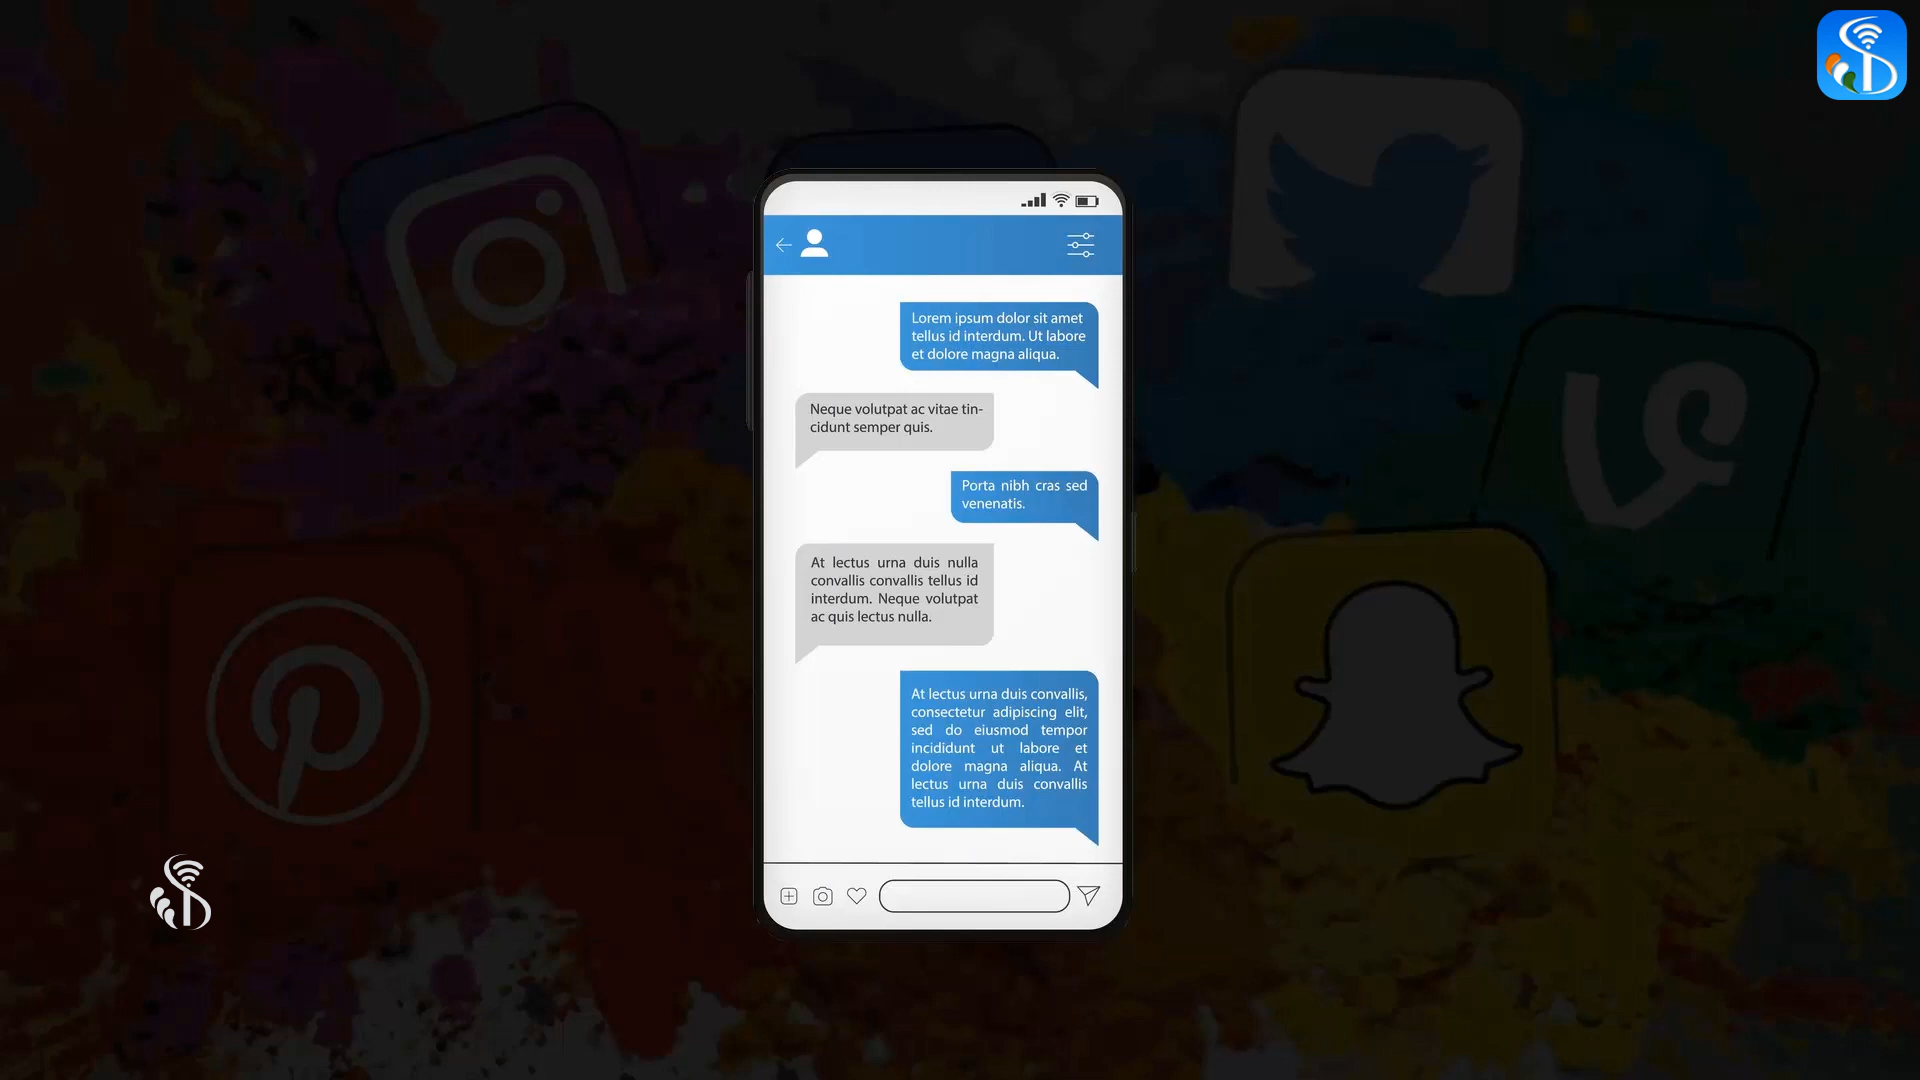 Lorem ipsum dolor sit amet
tellus id interdum. Ut labore
et dolore magna aliqua.
Neque volutpat ac vitae tin-
cidunt semper quis.
Porta nibh cras sed
venenatis.
At lectus urna duis nulla
convallis convallis tellus id
interdum. Neque volutpat
ac quis lectus nulla.
At lectus urna duis convallis,
consectetur adipiscing elit,
sed do eiusmod tempor
incididunt ut labore et
dolore magna aliqua. At
lectus urna duis convallis
tellus id interdum.